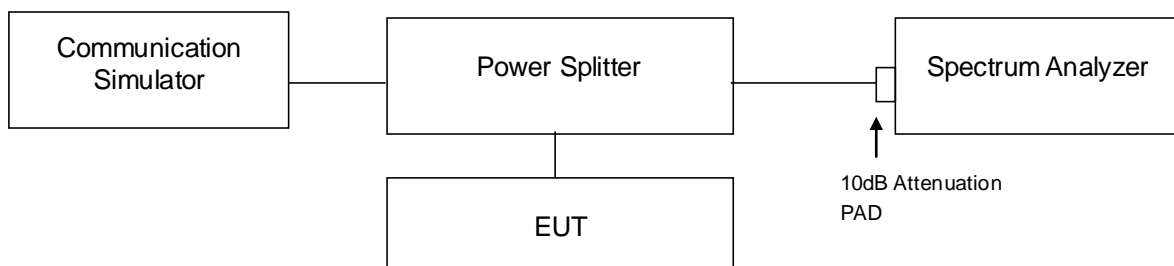 Communication
Simulator
Power Splitter
Spectrum Analyzer
10dB Attenuation
PAD
EUT